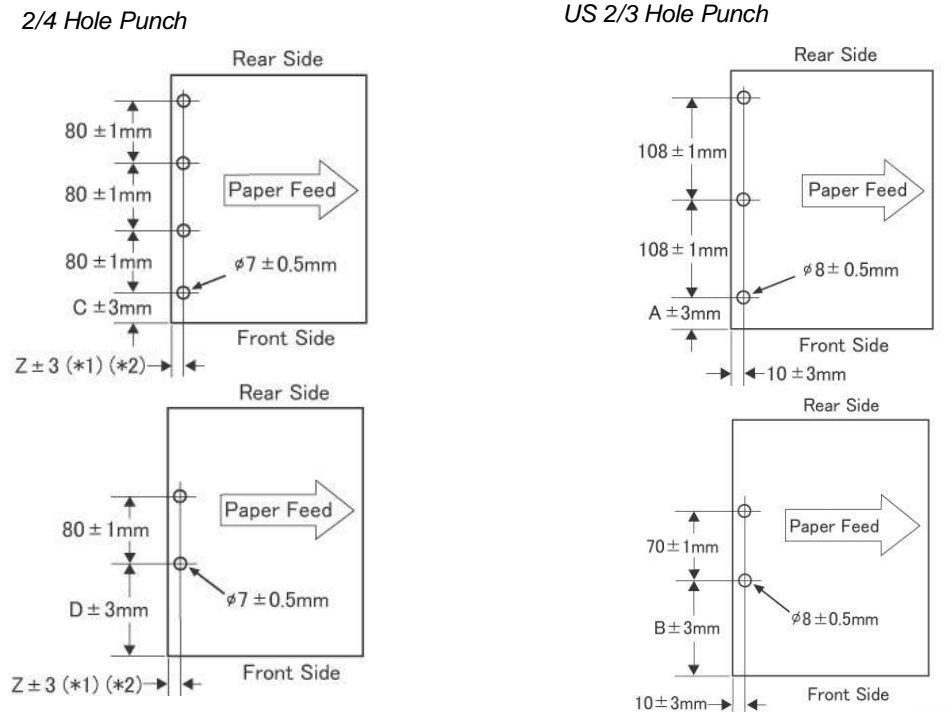 2/4 Hole Punch
Rear Side
80 ±1mm
80 ±1mm
Paper Feed
80 ±1mm
ø7 ±0.5mm
C ±3mm
Front Side
Z ± 3 (*1) (*2)
Rear Side
80 ±1mm
Paper Feed
D ± 3mm
ø7 ±0.5mm
Front Side
Z ± 3 (*1) (*2)
US 2/3 Hole Punch
Rear Side
108 ± 1mm
Paper Feed
108 ± 1mm
ø8 ± 0.5mm
A ±3mm
Front Side
10 ±3mm
Rear Side
70 ± 1mm
Paper Feed
B ± 3mm
ø8 ± 0.5mm
10 ± 3mm
Front Side